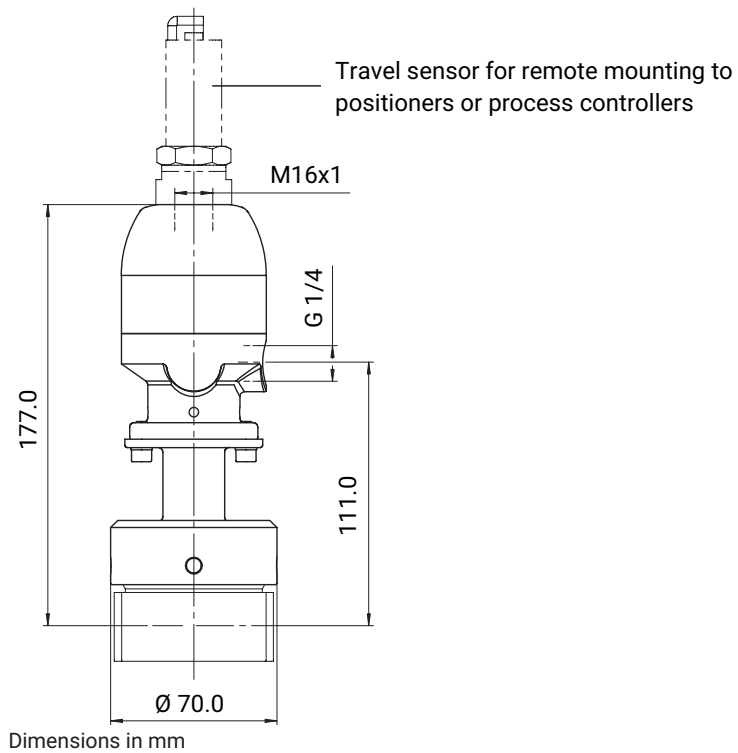 Travel sensor for remote mounting to
positioners or process controllers
M16x1
G 1/4
177.0
111.0
Ø 70.0
Dimensions in mm